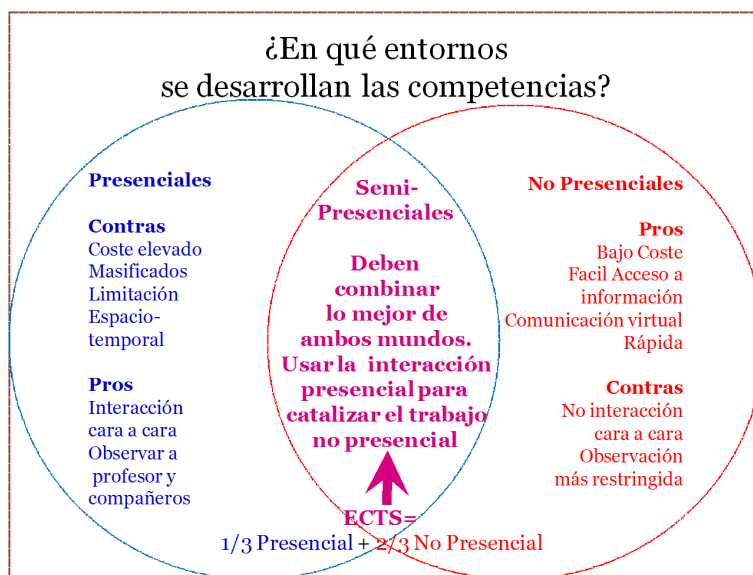 ¿En qué entornos
se desarrollan las competencias?
Presenciales
Contras
Coste elevado
Masificados
Limitación
Espacio-
temporal
Pros
Interacción
cara a cara
Observar a
profesor y
compañeros
Semi-
Presenciales
Deben
combinar
lo mejor de
ambos mundos.
Usar la interacción
presencial para
catalizar el trabajo
no presencial
No Presenciales
Pros
Bajo Coste
Facil Acceso a
información
Comunicación virtual
Rápida
Contras
No interacción
cara a cara
Observación
más restringida
ECTS=
1/3 Presencial + 2/3 No Presencial